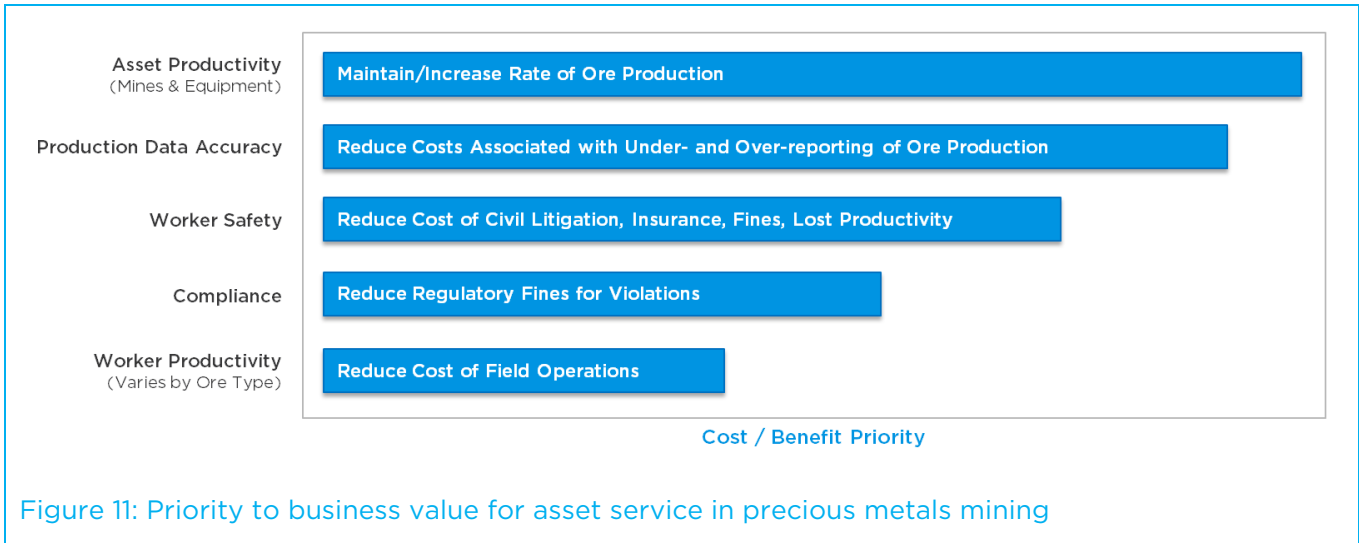 Asset Productivity
(Mines & Equipment)
Maintain/Increase Rate of Ore Production
Production Data Accuracy
Reduce Costs Associated with Under- and Over-reporting of Ore Production
Worker Safety
Reduce Cost of Civil Litigation, Insurance, Fines, Lost Productivity
Compliance
Reduce Regulatory Fines for Violations
Worker Productivity
(Varies by Ore Type)
Reduce Cost of Field Operations
Cost / Benefit Priority
Figure 11: Priority to business value for asset service in precious metals mining